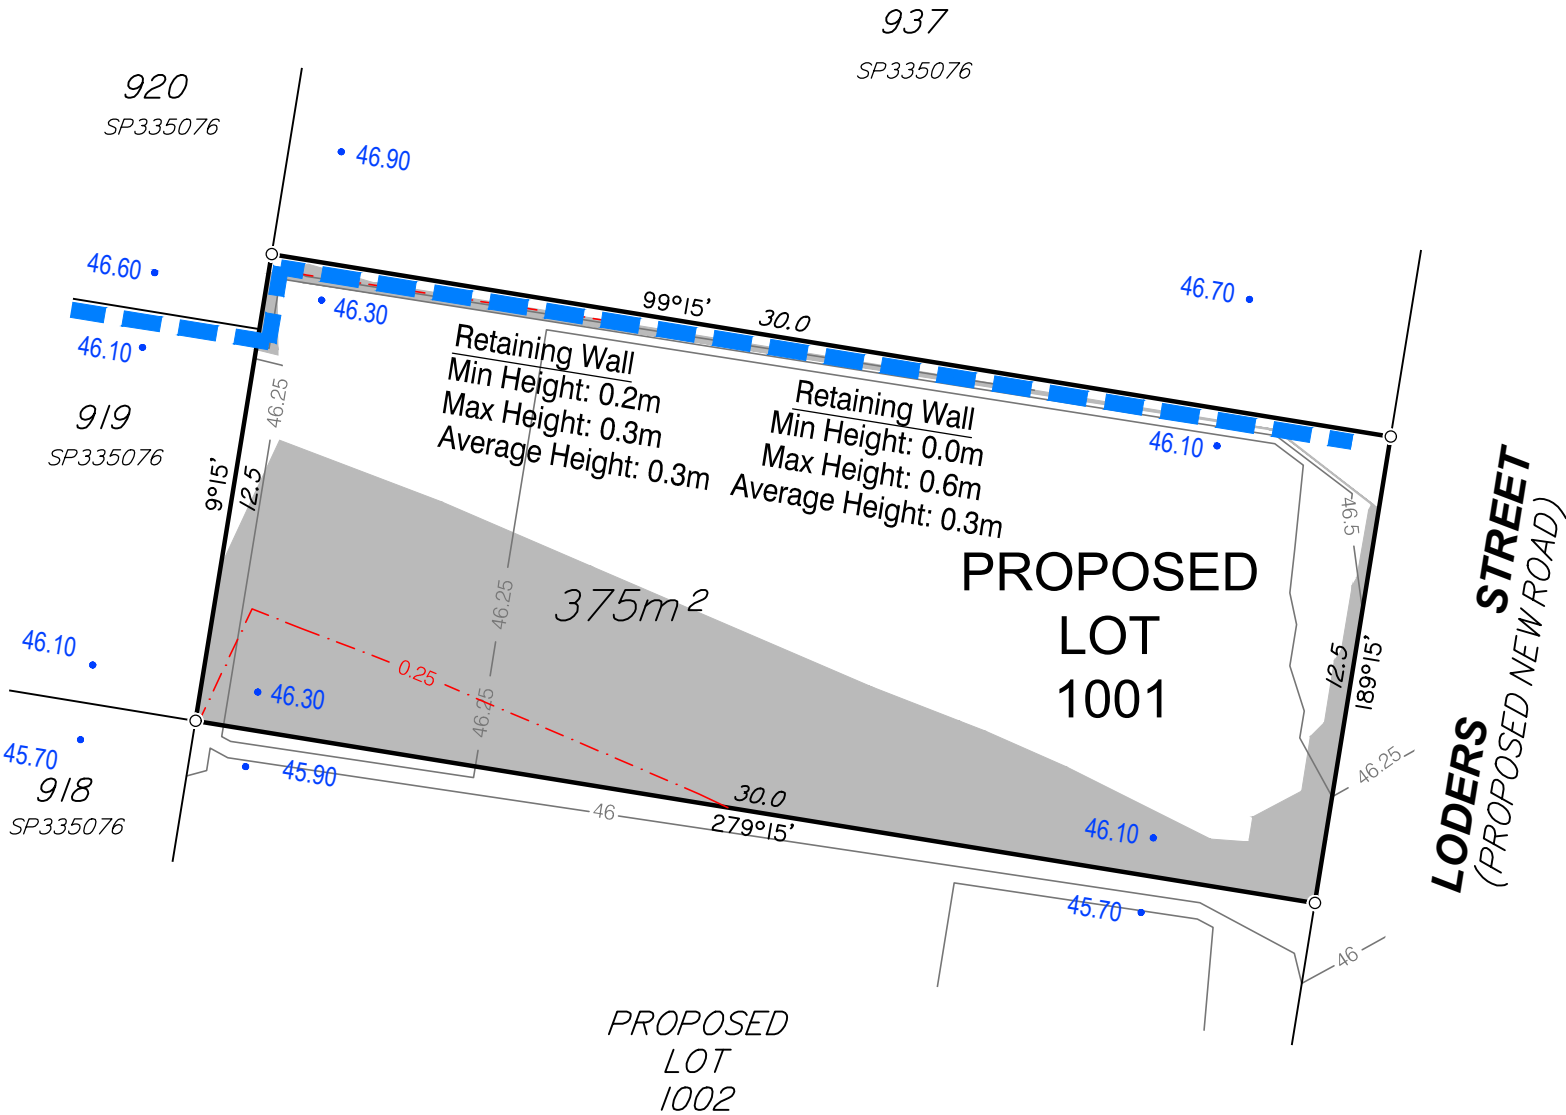 937
SP335076
920
SP335076
46.90
46.60
46.70
46.30
99°15'
30.0
46.10
919
SP335076
46.25
Retaining Wall
Min Height: 0.2m
Max Height: 0.3m
Average Height: 0.3m
Retaining Wall
Min Height: 0.0m
Max Height: 0.6m
Average Height: 0.3m
46.10
46.5
9°15'
12.5
PROPOSED
LOT
1001
375m²
46.25
46.25
0.25
46.30
46.10
12.5
189°15'
LODERS STREET
(PROPOSED NEW ROAD)
46.25
45.70
918
SP335076
45.90
46
30.0
279°15'
46.10
45.70
46
PROPOSED
LOT
1002